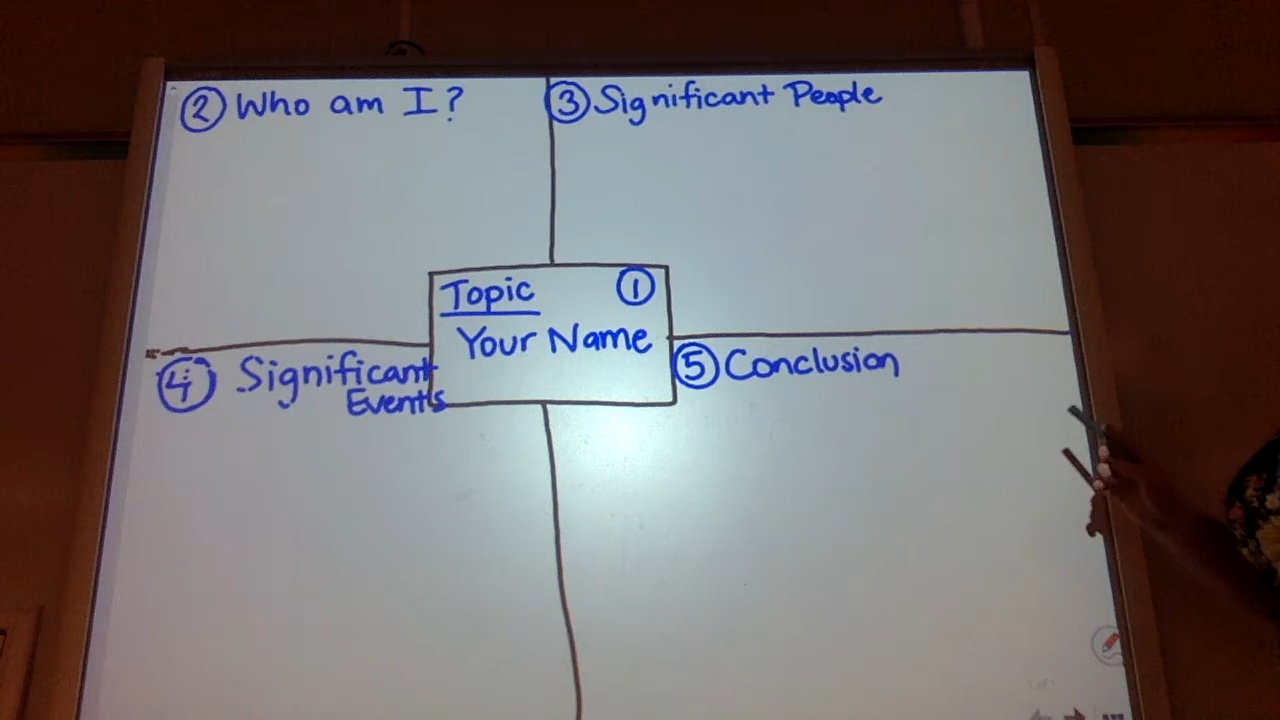 ② Who am I?
③ Significant People
Topic ①
Your Name
④ Significant
Events
⑤ Conclusion